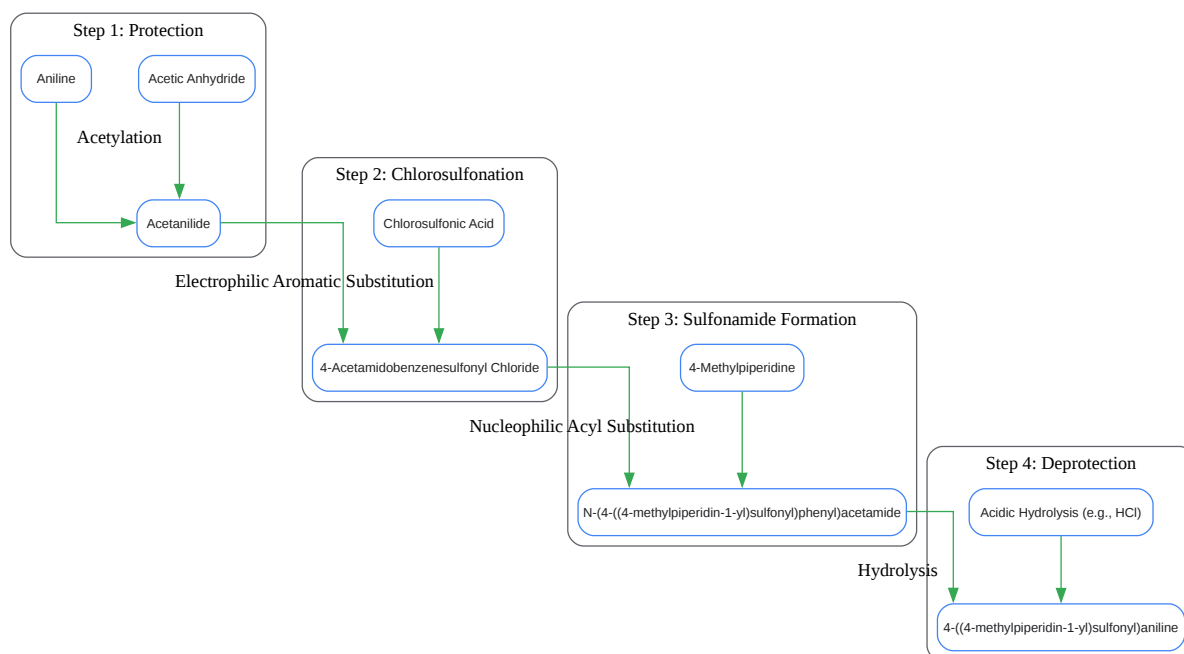 Step 1: Protection
Aniline
Acetic Anhydride
Acetylation
Acetanilide
Step 2: Chlorosulfonation
Chlorosulfonic Acid
Electrophilic Aromatic Substitution
4-Acetamidobenzenesulfonyl Chloride
Step 3: Sulfonamide Formation
4-Methylpiperidine
Nucleophilic Acyl Substitution
N-(4-((4-methylpiperidin-1-yl)sulfonyl)phenyl)acetamide
Step 4: Deprotection
Acidic Hydrolysis (e.g., HCl)
Hydrolysis
4-((4-methylpiperidin-1-yl)sulfonyl)aniline